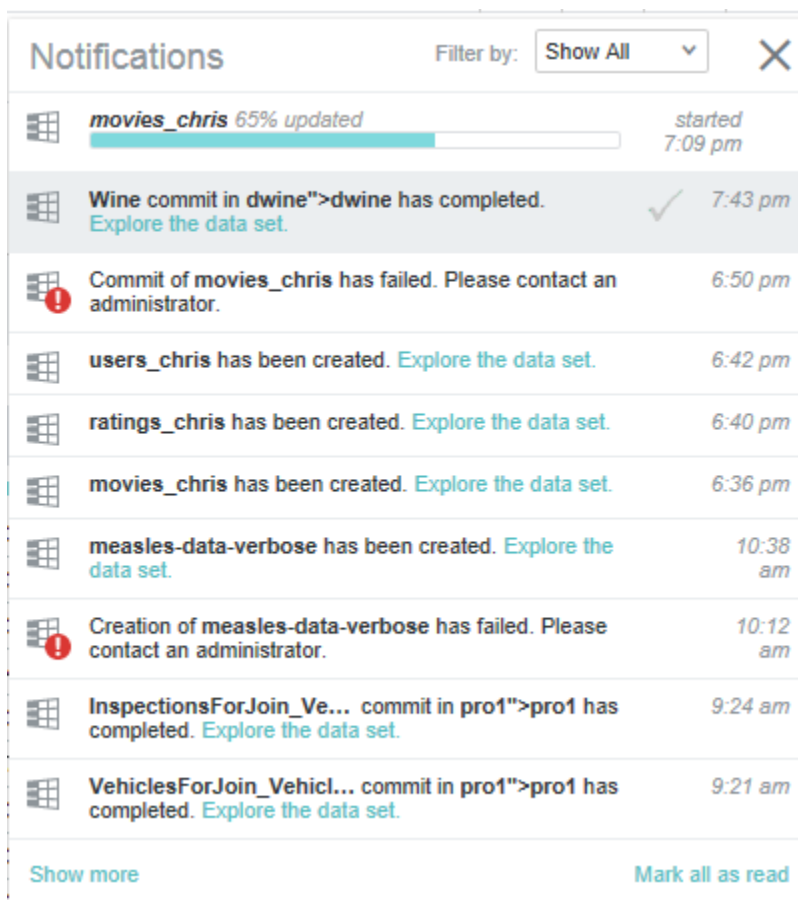 Notifications
Filter by:
Show All
movies_chris 65% updated
started
7:09 pm
Wine commit in dwine">dwine has completed.
Explore the data set.
7:43 pm
Commit of movies_chris has failed. Please contact an
administrator.
6:50 pm
users_chris has been created. Explore the data set.
6:42 pm
ratings_chris has been created. Explore the data set.
6:40 pm
movies_chris has been created. Explore the data set.
6:36 pm
measles-data-verbose has been created. Explore the
data set.
10:38
am
Creation of measles-data-verbose has failed. Please
contact an administrator.
10:12
am
InspectionsForJoin_Ve... commit in pro1">pro1 has
completed. Explore the data set.
9:24 am
VehiclesForJoin_Vehicl... commit in pro1">pro1 has
completed. Explore the data set.
9:21 am
Show more
Mark all as read